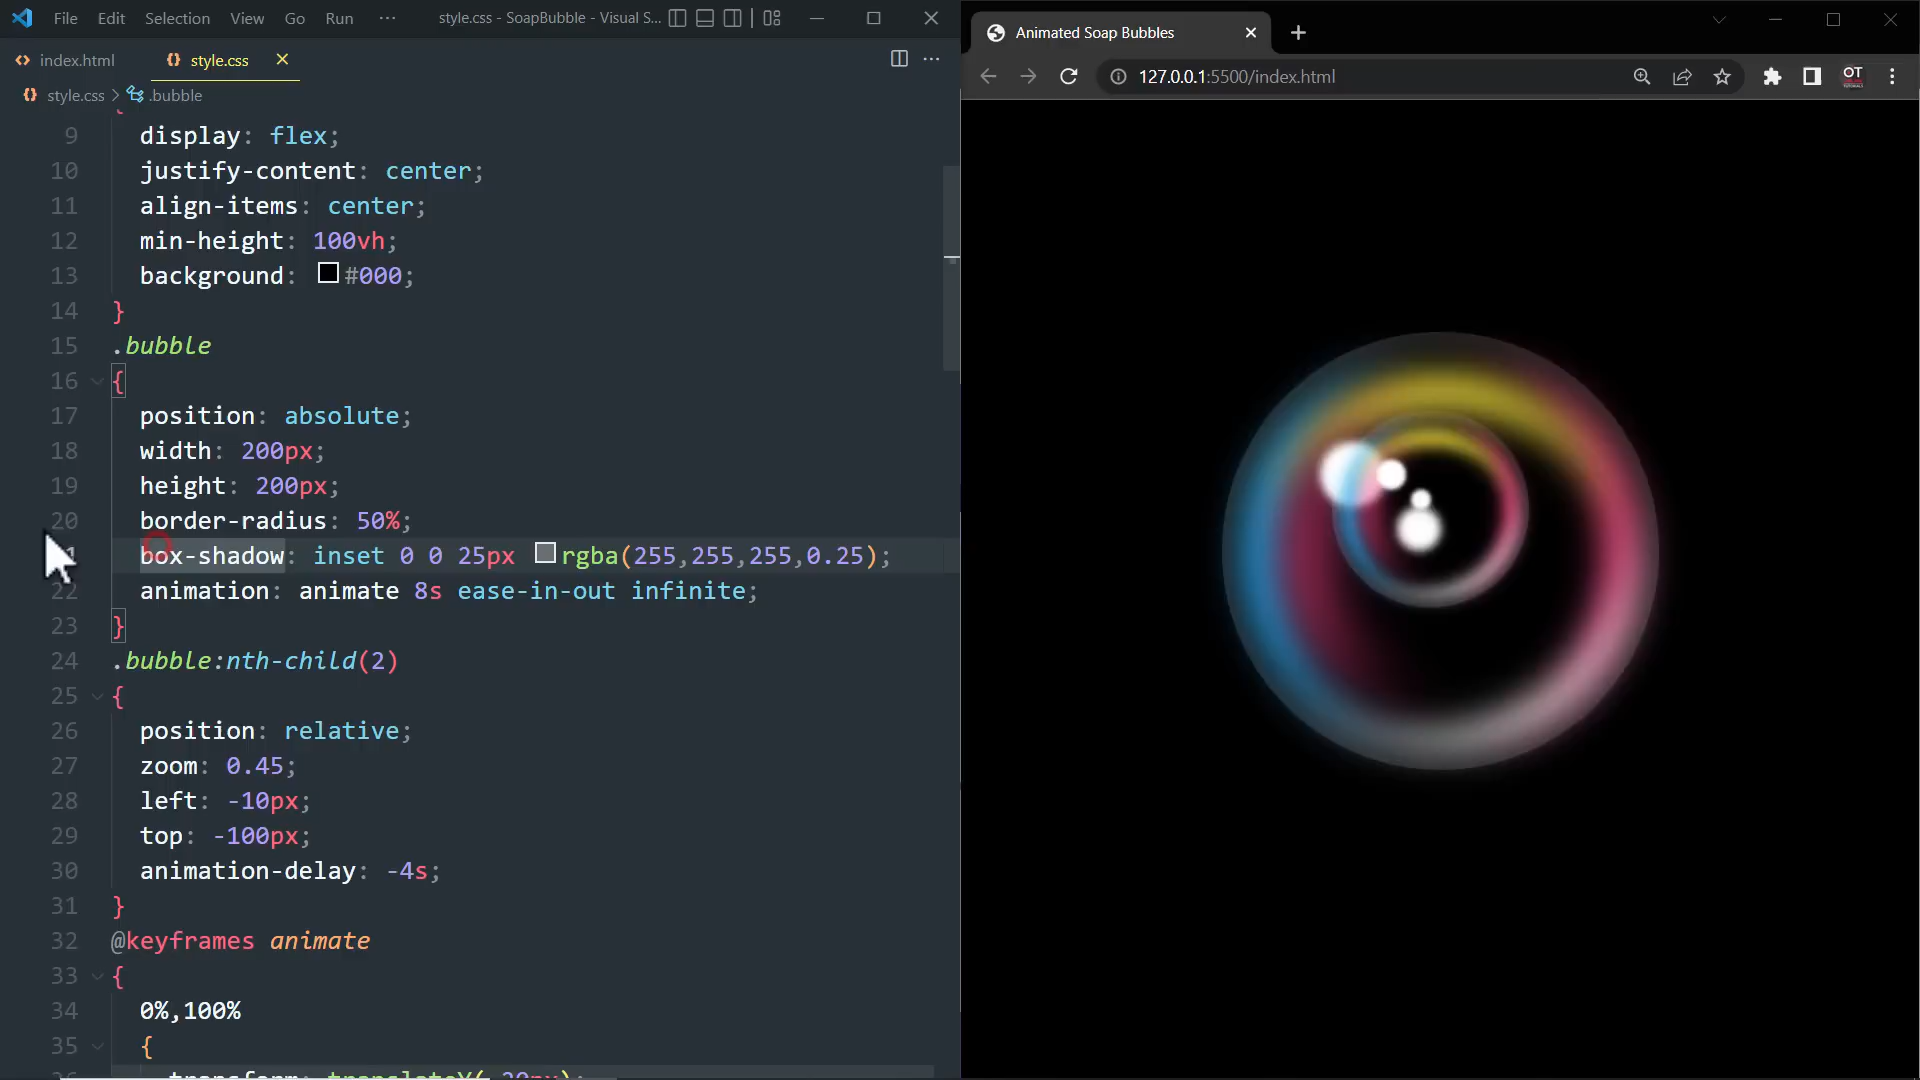 File Edit Selection View Go Run ··· style.css - SoapBubble - Visual S...
index.html style.css
style.css > .bubble
{
9 display: flex;
10 justify-content: center;
11 align-items: center;
12 min-height: 100vh;
13 background: #000;
14 }
15 .bubble
16 {
17 position: absolute;
18 width: 200px;
19 height: 200px;
20 border-radius: 50%;
box-shadow: inset 0 0 25px rgba(255,255,255,0.25);
22 animation: animate 8s ease-in-out infinite;
23 }
24 .bubble:nth-child(2)
25 {
26 position: relative;
27 zoom: 0.45;
28 left: -10px;
29 top: -100px;
30 animation-delay: -4s;
31 }
32 @keyframes animate
33 {
34 0%,100%
35 {
Animated Soap Bubbles
127.0.0.1:5500/index.html
OT